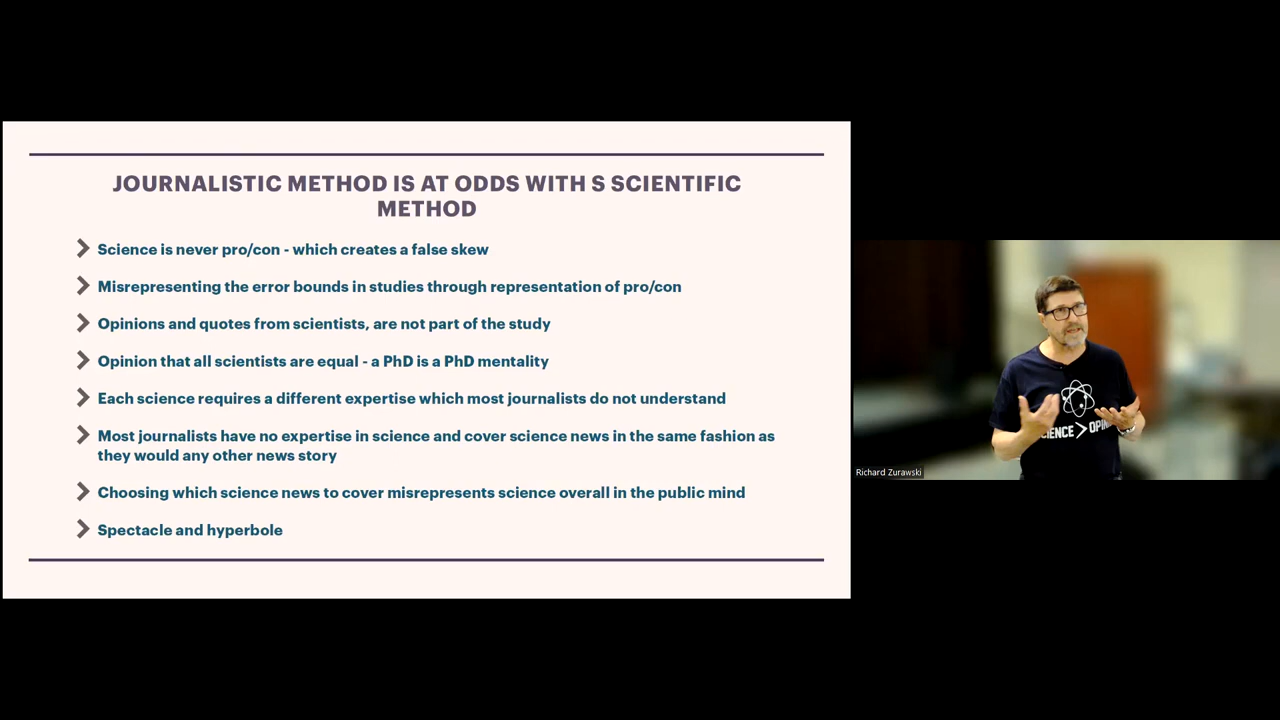 JOURNALISTIC METHOD IS AT ODDS WITH S SCIENTIFIC
METHOD
Science is never pro/con - which creates a false skew
Misrepresenting the error bounds in studies through representation of pro/con
Opinions and quotes from scientists, are not part of the study
Opinion that all scientists are equal - a PhD is a PhD mentality
Each science requires a different expertise which most journalists do not understand
Most journalists have no expertise in science and cover science news in the same fashion as
they would any other news story
Choosing which science news to cover misrepresents science overall in the public mind
Spectacle and hyperbole
Richard Zurawski